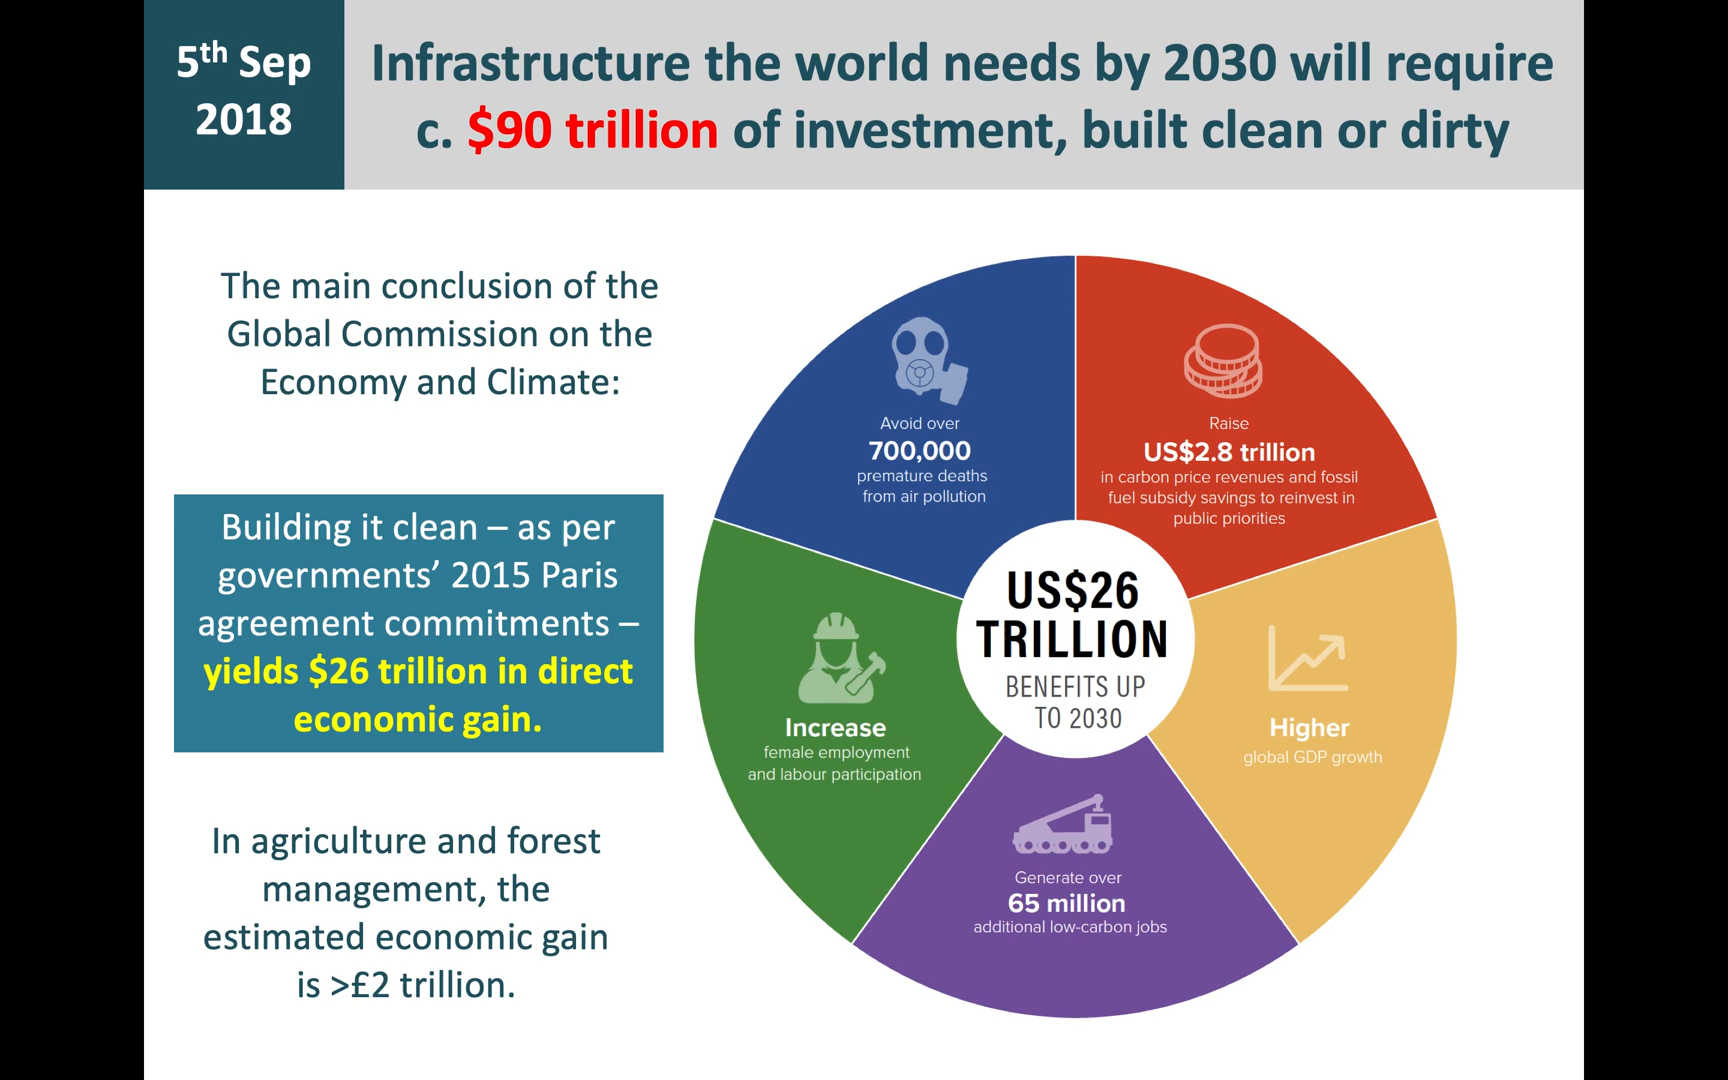 5th Sep
2018
Infrastructure the world needs by 2030 will require
c. $90 trillion of investment, built clean or dirty
The main conclusion of the
Global Commission on the
Economy and Climate:
Building it clean – as per
governments’ 2015 Paris
agreement commitments –
yields $26 trillion in direct
economic gain.
In agriculture and forest
management, the
estimated economic gain
is >£2 trillion.
Avoid over
700,000
premature deaths
from air pollution
Raise
US$2.8 trillion
in carbon price revenues and fossil
fuel subsidy savings to reinvest in
public priorities
US$26
TRILLION
BENEFITS UP
TO 2030
Increase
female employment
and labour participation
Higher
global GDP growth
Generate over
65 million
additional low-carbon jobs